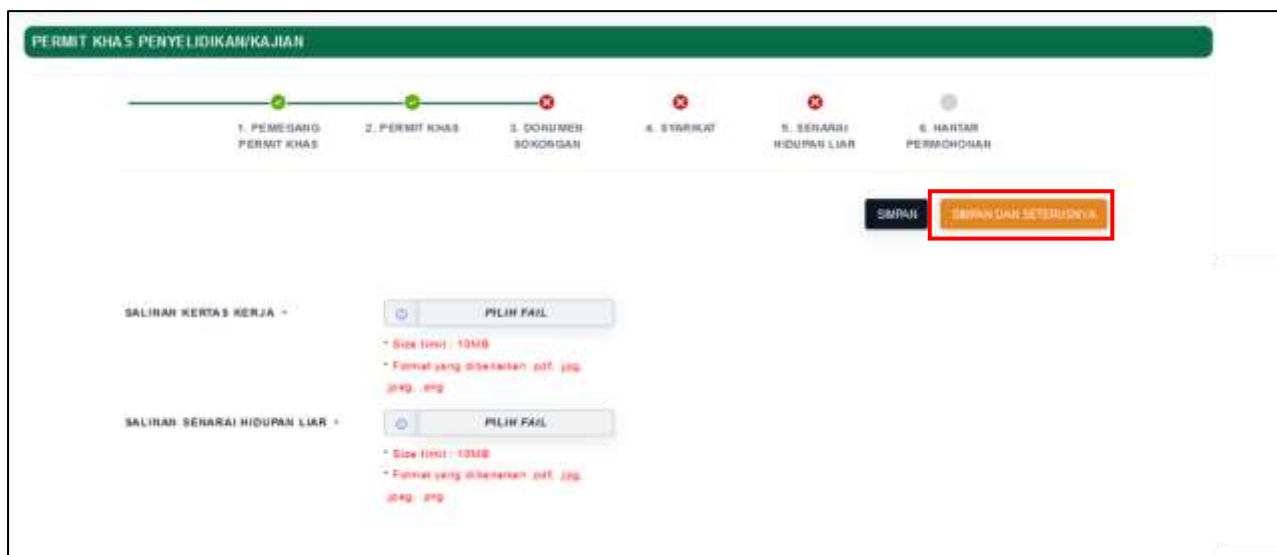 PERMIT KHAS PENYELIDIKAN/KAJIAN
1. PEMEGANG PERMIT KHAS
2. PERMIT KHAS
3. DOKUMEN SOKONGAN
4. SYARIKAT
5. SENARAI HIDUPAN LIAR
6. HANTAR PERMOHONAN
SIMPAN
SIMPAN DAN SETERUSNYA
SALINAN KERTAS KERJA *
PILIH FAIL
* Size limit : 10MB
* Format yang dibenarkan .pdf, .jpg,
.jpeg, .png
SALINAN SENARAI HIDUPAN LIAR *
PILIH FAIL
* Size limit : 10MB
* Format yang dibenarkan .pdf, .jpg,
.jpeg, .png